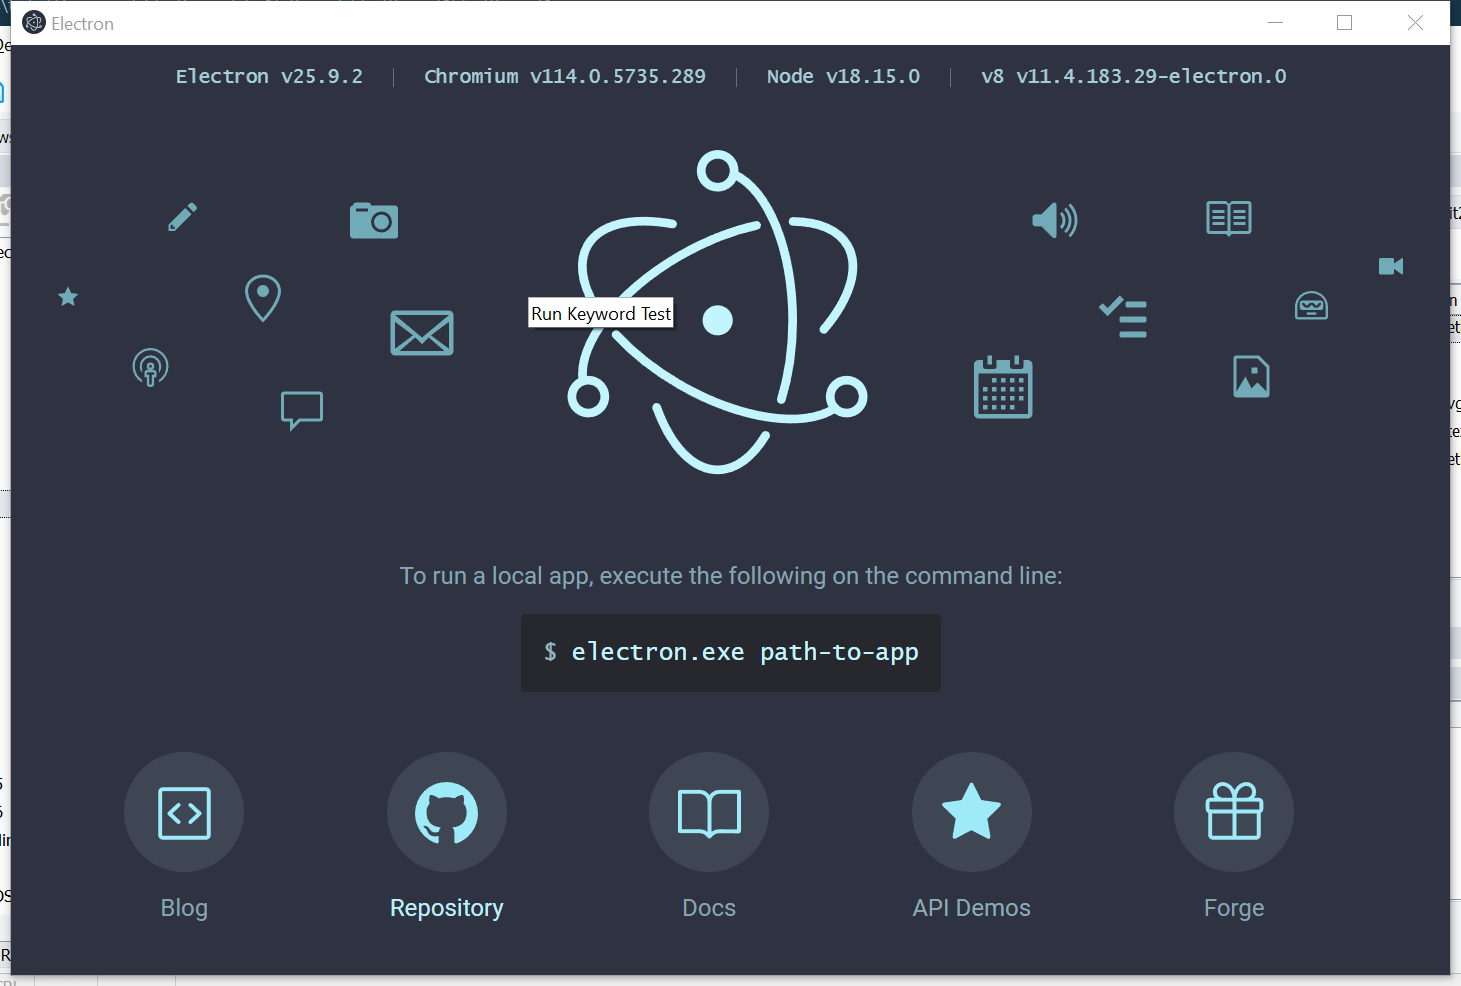 Electron
Electron v25.9.2 | Chromium v114.0.5735.289 | Node v18.15.0 | v8 v11.4.183.29-electron.0
Run Keyword Test
To run a local app, execute the following on the command line:
$ electron.exe path-to-app
Blog
Repository
Docs
API Demos
Forge